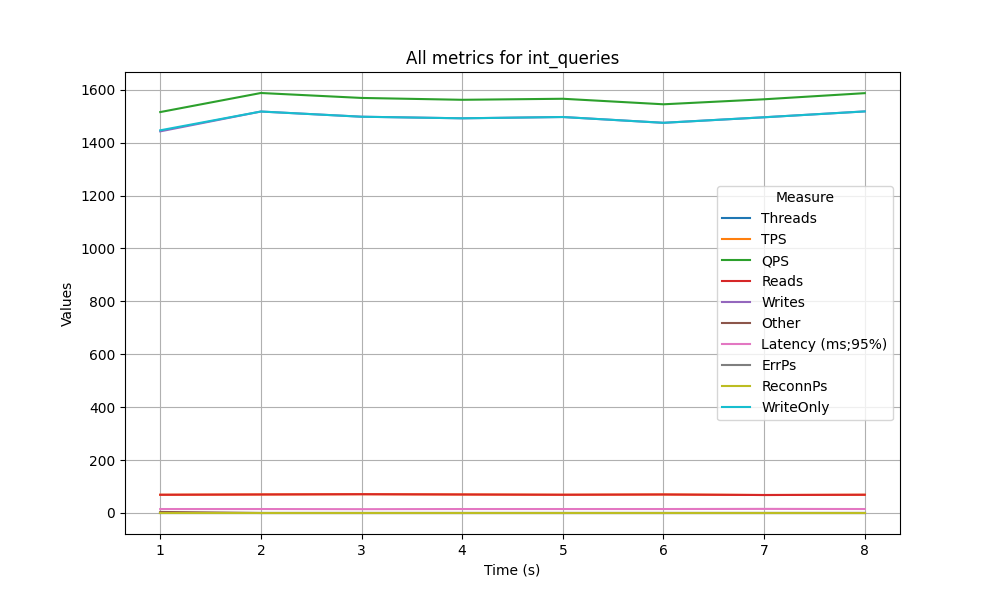 All metrics for int_queries
1600
1400
1200
1000
800
600
400
200
0
Values
Measure
Threads
TPS
QPS
Reads
Writes
Other
Latency (ms;95%)
ErrPs
ReconnPs
WriteOnly
1 2 3 4 5 6 7 8
Time (s)